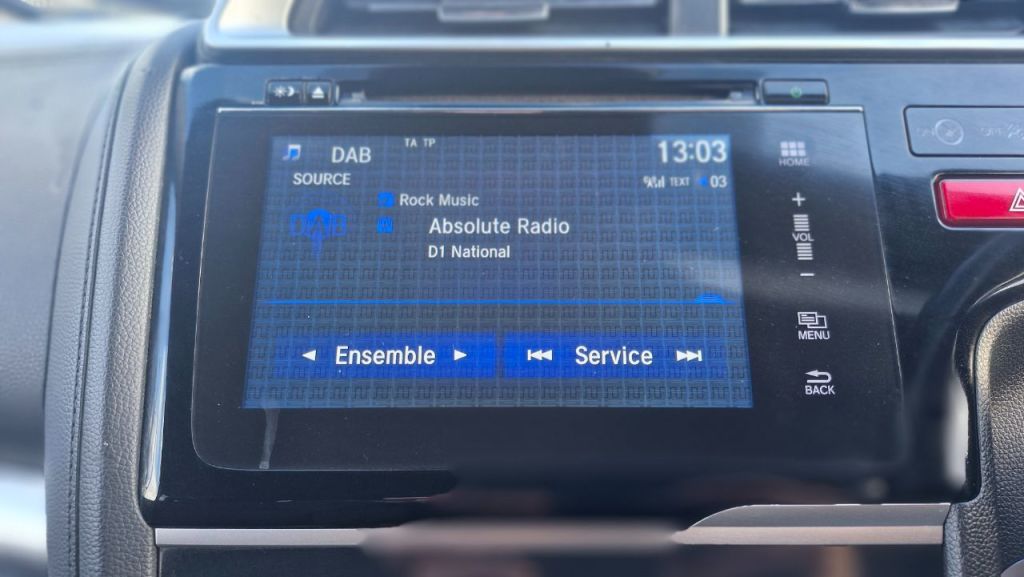 DAB
TA TP
13:03
SOURCE
TEXT
03
HOME
DAB
Rock Music
Absolute Radio
D1 National
+
VOL
-
Ensemble
Service
MENU
BACK